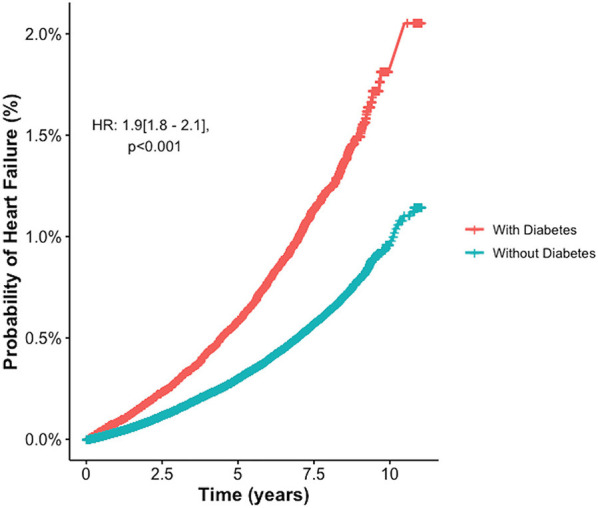 Probability of Heart Failure (%)
2.0%
1.5%
1.0%
0.5%
0.0%
HR: 1.9[1.8 - 2.1],
p<0.001
With Diabetes
Without Diabetes
0
2.5
5
7.5
10
Time (years)